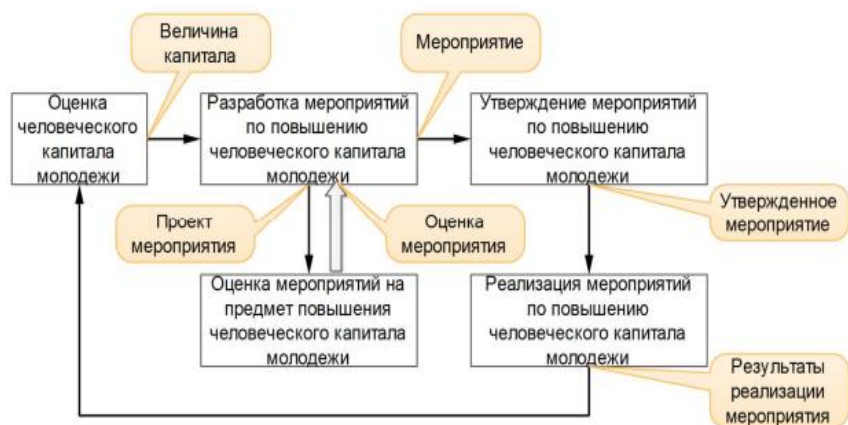 Величина
капитала
Мероприятие
Оценка
человеческого
капитала
молодежи
Разработка мероприятий
по повышению
человеческого капитала
молодежи
Утверждение мероприятий
по повышению
человеческого капитала
молодежи
Проект
мероприятия
Оценка
мероприятия
Утвержденное
мероприятие
Оценка мероприятий на
предмет повышения
человеческого капитала
молодежи
Реализация мероприятий
по повышению
человеческого капитала
молодежи
Результаты
реализации
мероприятия